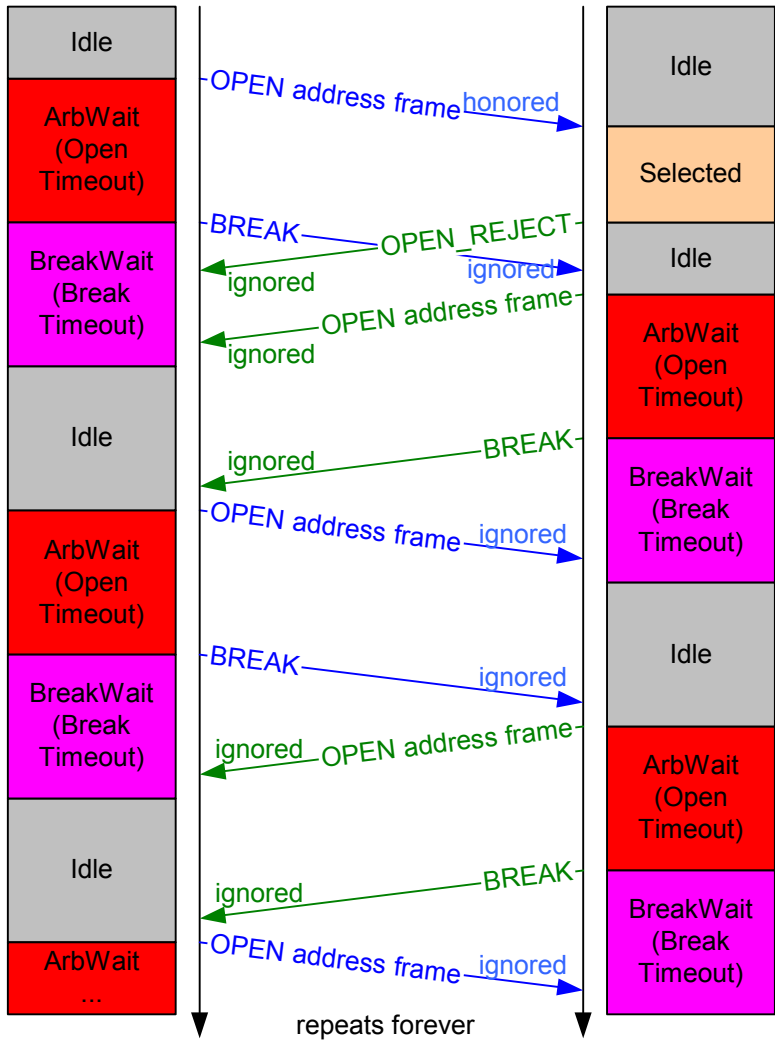 Idle
Idle
OPEN address frame
honored
ArbWait
(Open
Timeout)
Selected
BREAK
OPEN_REJECT
ignored
ignored
BreakWait
(Break
Timeout)
Idle
OPEN address frame
ignored
ArbWait
(Open
Timeout)
Idle
BREAK
ignored
BreakWait
(Break
Timeout)
OPEN address frame
ignored
ArbWait
(Open
Timeout)
Idle
BREAK
ignored
BreakWait
(Break
Timeout)
ignored
OPEN address frame
ArbWait
(Open
Timeout)
Idle
BREAK
ignored
BreakWait
(Break
Timeout)
OPEN address frame
ignored
ArbWait
...
repeats forever